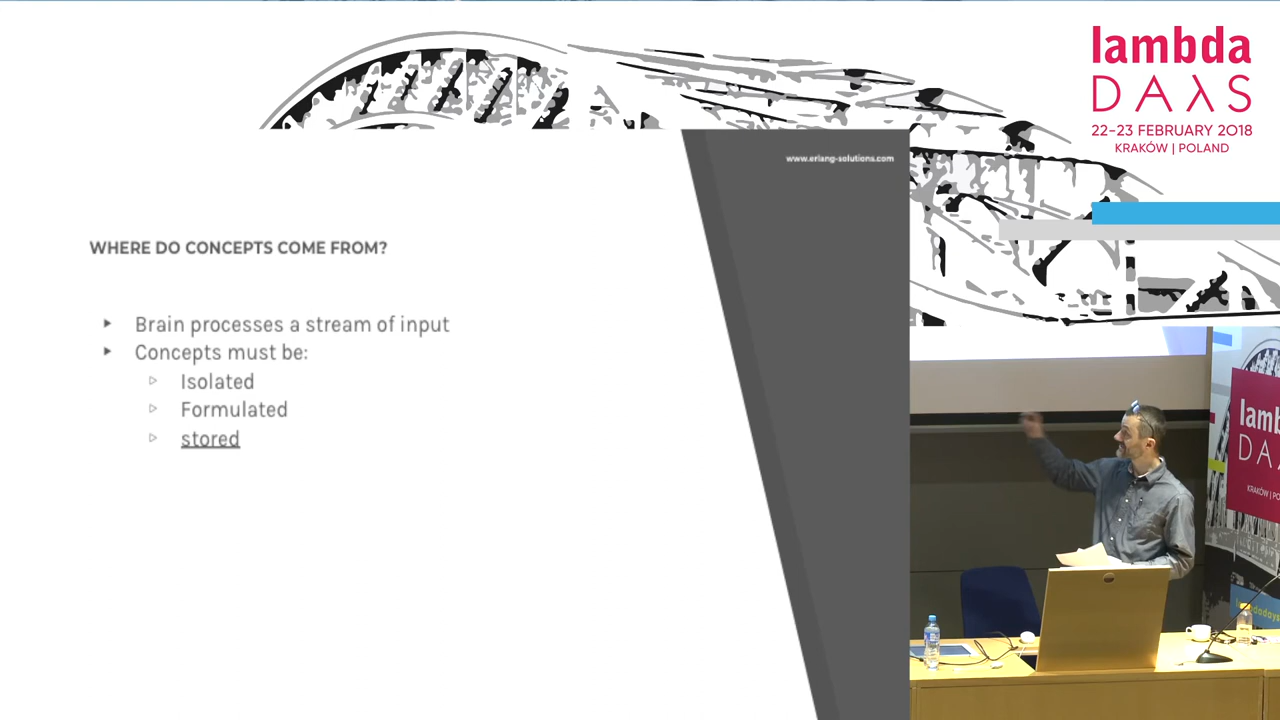 lambda
DAYS
22-23 FEBRUARY 2018
KRAKÓW | POLAND
www.erlang-solutions.com
WHERE DO CONCEPTS COME FROM?
Brain processes a stream of input
Concepts must be:
Isolated
Formulated
stored
lamb
DA
KRAKÓW | PO